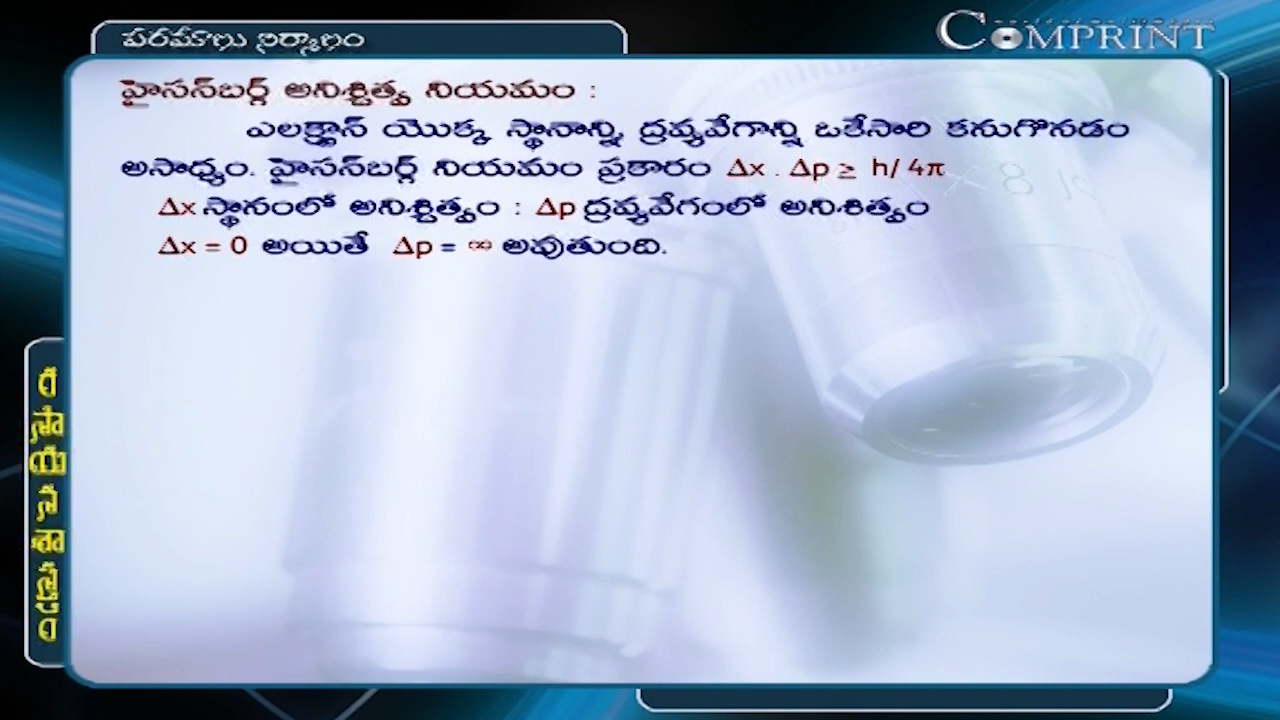 పరమాణు నిర్మాణం
COMPRINT
హైసన్‌బర్గ్ అనిశ్చిత్వ నియమం :
ఎలక్ట్రాన్ యొక్క స్థానాన్ని, ద్రవ్యవేగాన్ని ఒకేసారి కనుగొనడం
అసాధ్యం. హైసన్‌బర్గ్ నియమం ప్రకారం Δx . Δp ≥ h/ 4π
Δx స్థానంలో అనిశ్చిత్వం : Δp ద్రవ్యవేగంలో అనిశిత్వం
Δx = 0 అయితే Δp = ∞ అవుతుంది.
రసాయన శాస్త్రం